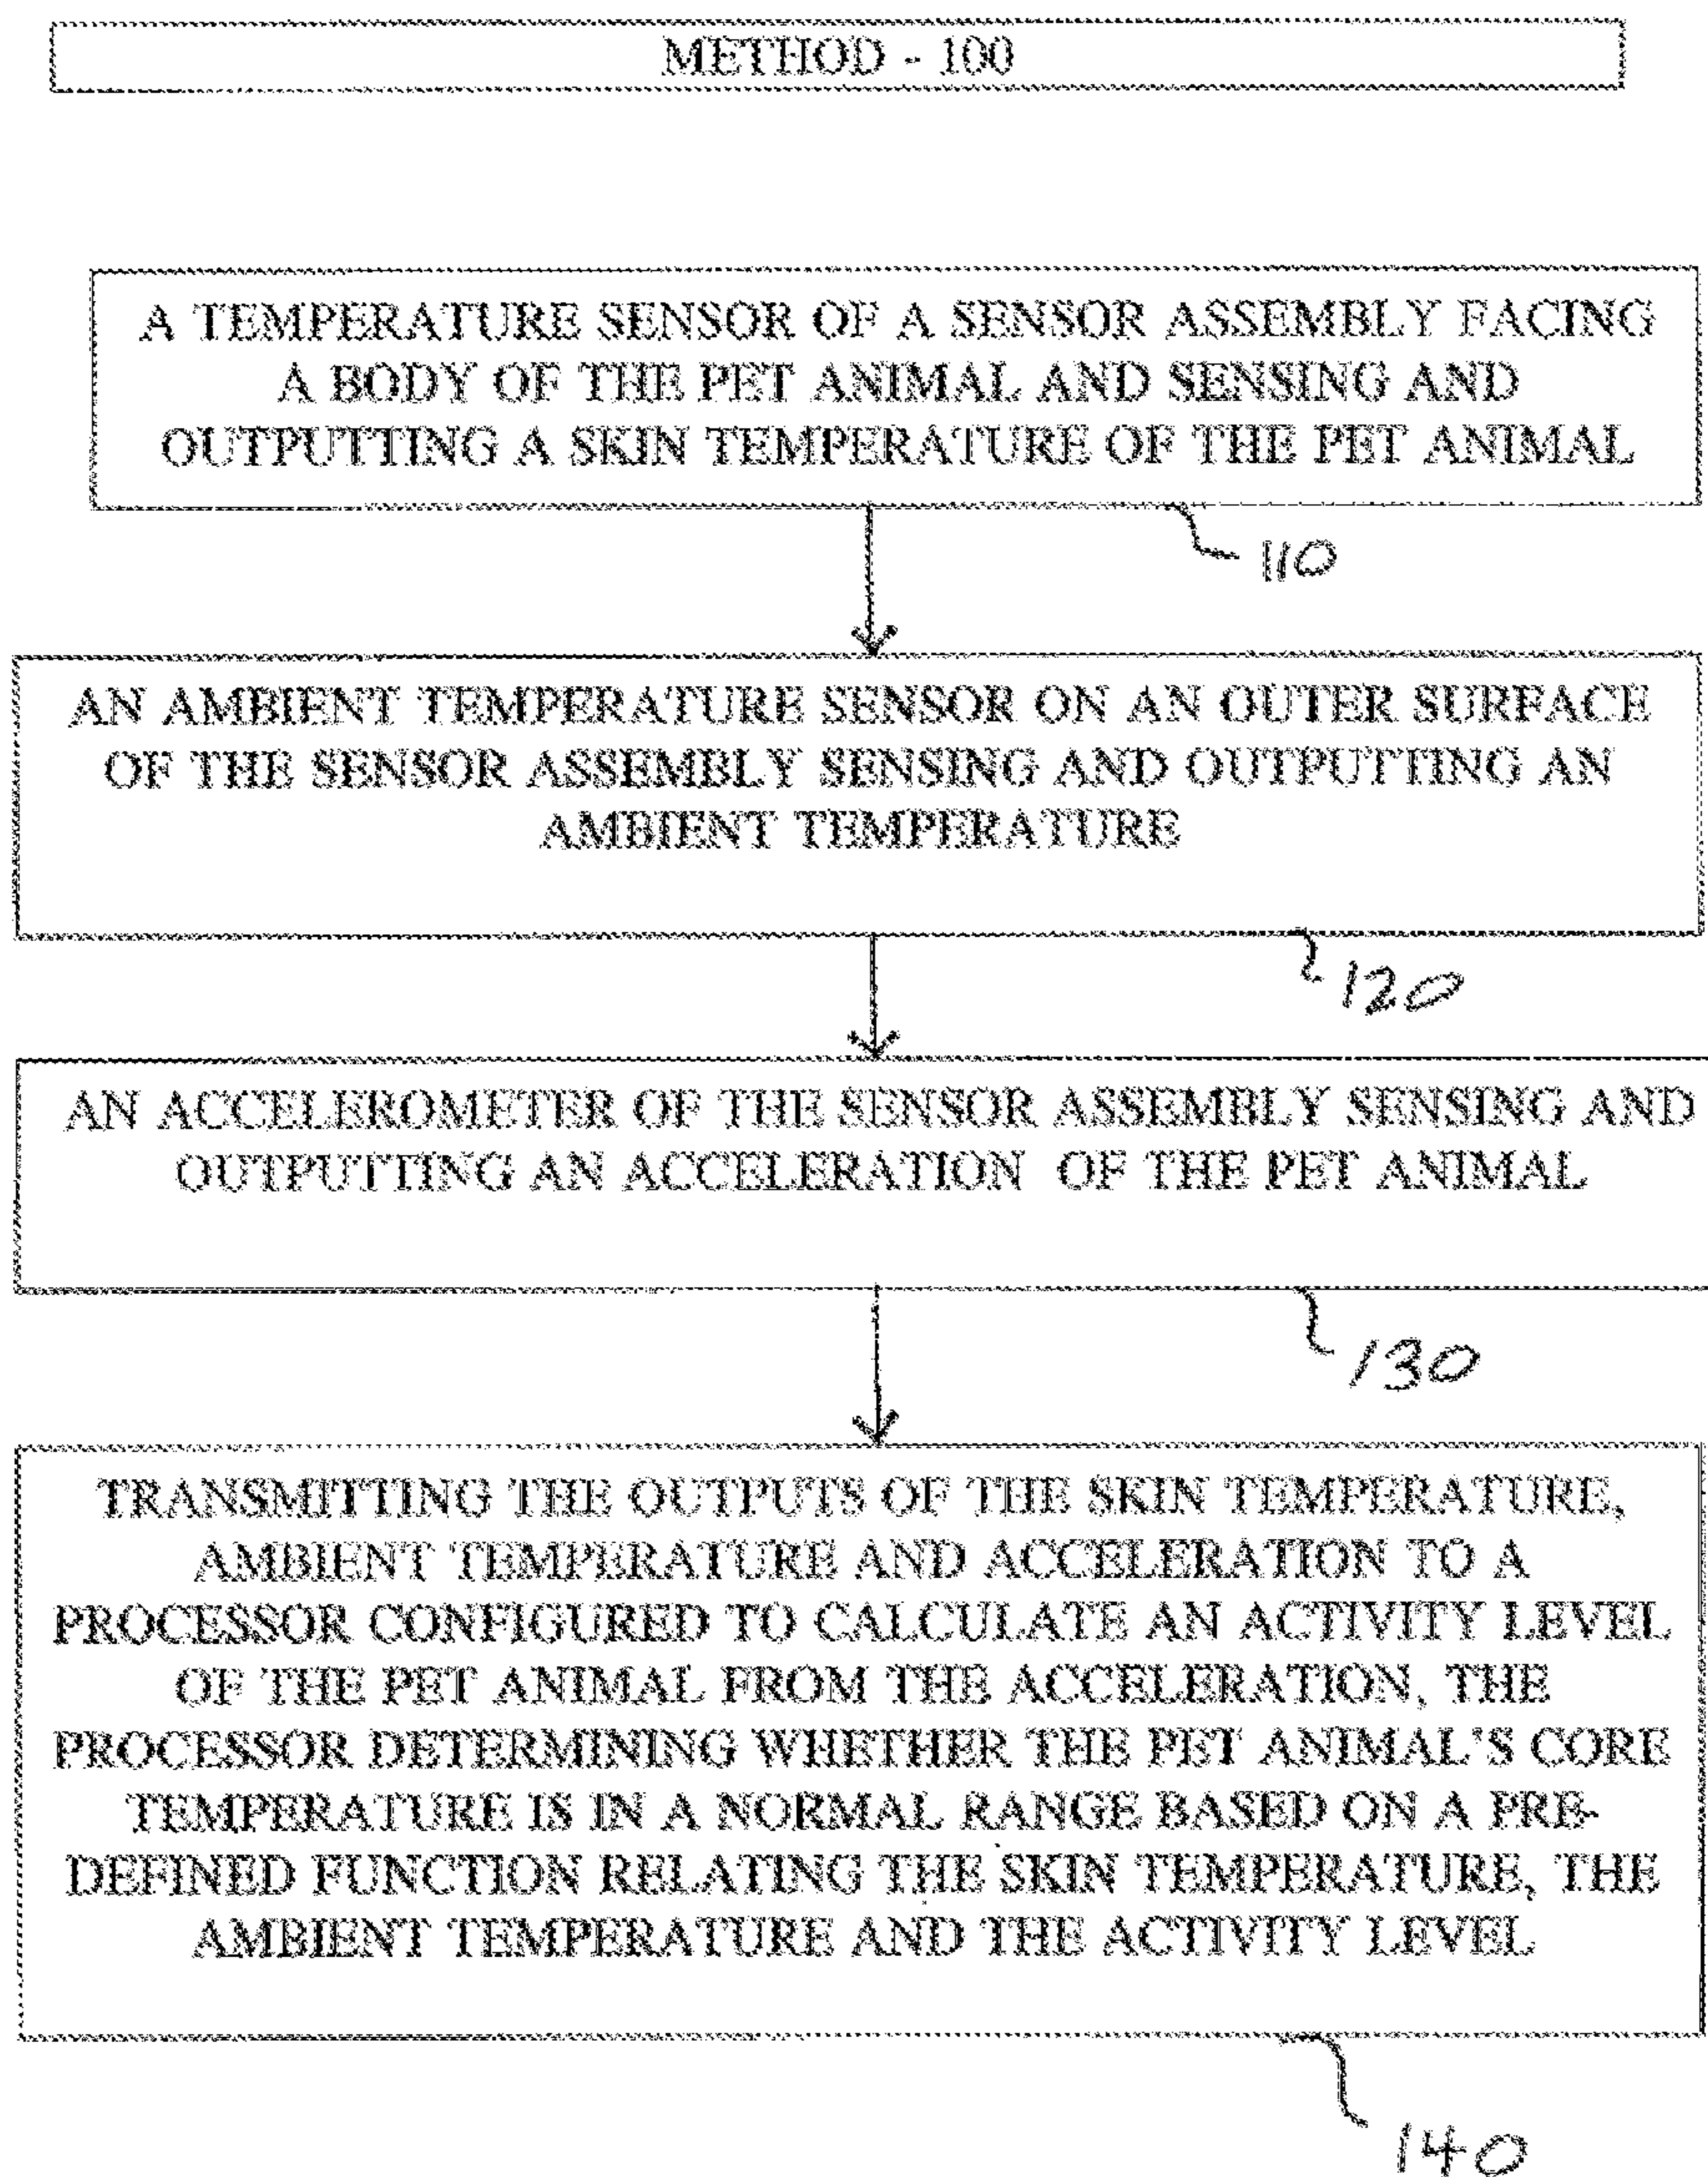 METHOD - 100
A TEMPERATURE SENSOR OF A SENSOR ASSEMBLY FACING
A BODY OF THE PET ANIMAL AND SENSING AND
OUTPUTTING A SKIN TEMPERATURE OF THE PET ANIMAL
110
AN AMBIENT TEMPERATURE SENSOR ON AN OUTER SURFACE
OF THE SENSOR ASSEMBLY SENSING AND OUTPUTTING AN
AMBIENT TEMPERATURE
120
AN ACCELEROMETER OF THE SENSOR ASSEMBLY SENSING AND
OUTPUTTING AN ACCELERATION OF THE PET ANIMAL
130
TRANSMITTING THE OUTPUTS OF THE SKIN TEMPERATURE,
AMBIENT TEMPERATURE AND ACCELERATION TO A
PROCESSOR CONFIGURED TO CALCULATE AN ACTIVITY LEVEL
OF THE PET ANIMAL FROM THE ACCELERATION, THE
PROCESSOR DETERMINING WHETHER THE PET ANIMAL'S CORE
TEMPERATURE IS IN A NORMAL RANGE BASED ON A PRE-
DEFINED FUNCTION RELATING THE SKIN TEMPERATURE, THE
AMBIENT TEMPERATURE AND THE ACTIVITY LEVEL
140